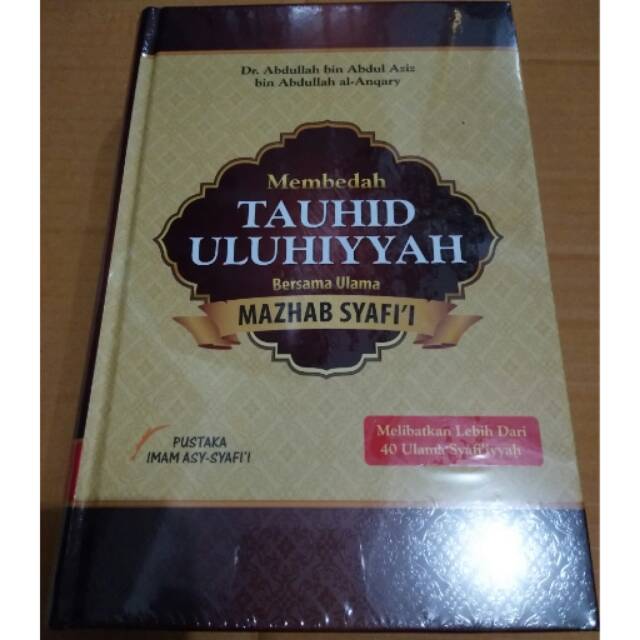 Dr. Abdullah bin Abdul Aziz
bin Abdullah al-Anqary
Membedah
TAUHID
ULUHIYYAH
Bersama Ulama
MAZHAB SYAFI'I
PUSTAKA
IMAM ASY-SYAFI'I
Melibatkan Lebih Dari
40 Ulama Syafi'iyyah